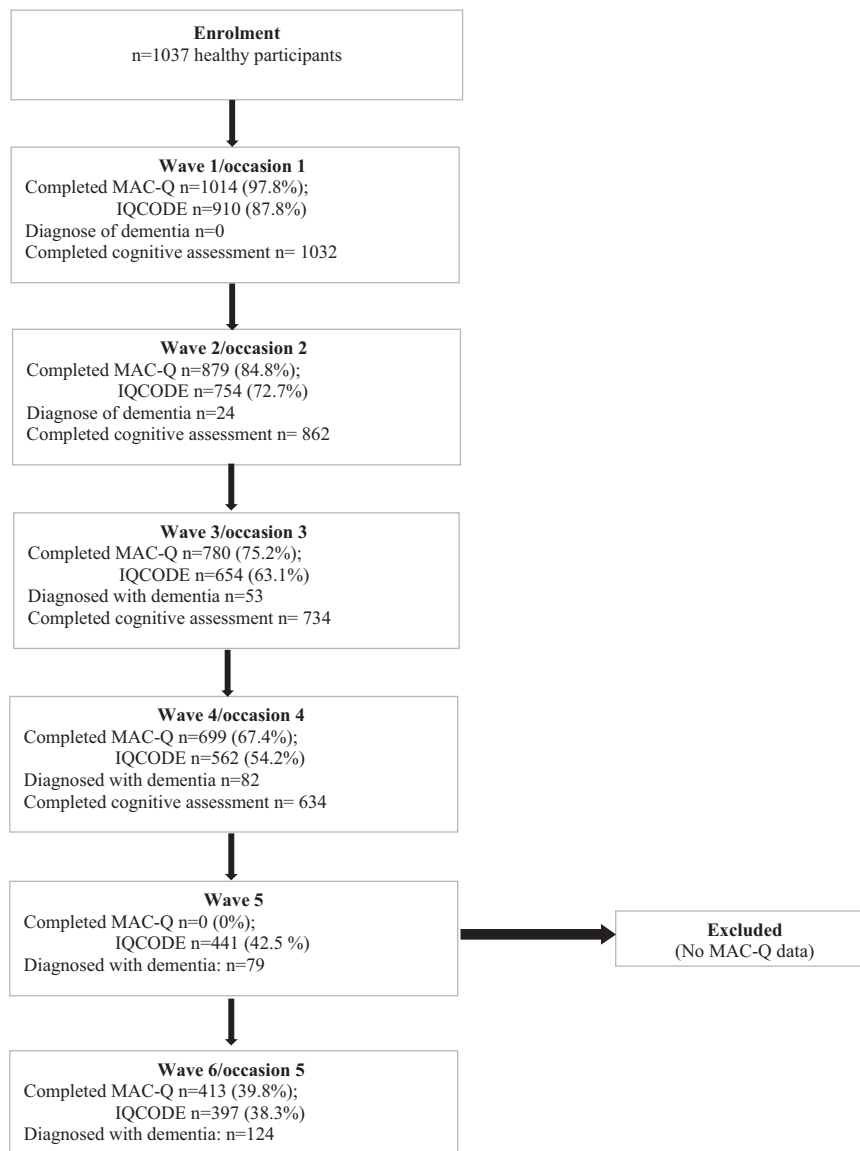 Enrolment
n=1037 healthy participants
Wave 1/occasion 1
Completed MAC-Q n=1014 (97.8%);
IQCODE n=910 (87.8%)
Diagnose of dementia n=0
Completed cognitive assessment n= 1032
Wave 2/occasion 2
Completed MAC-Q n=879 (84.8%);
IQCODE n=754 (72.7%)
Diagnose of dementia n=24
Completed cognitive assessment n= 862
Wave 3/occasion 3
Completed MAC-Q n=780 (75.2%);
IQCODE n=654 (63.1%)
Diagnosed with dementia n=53
Completed cognitive assessment n= 734
Wave 4/occasion 4
Completed MAC-Q n=699 (67.4%);
IQCODE n=562 (54.2%)
Diagnosed with dementia n=82
Completed cognitive assessment n= 634
Wave 5
Completed MAC-Q n=0 (0%);
IQCODE n=441 (42.5 %)
Diagnosed with dementia: n=79
Excluded
(No MAC-Q data)
Wave 6/occasion 5
Completed MAC-Q n=413 (39.8%);
IQCODE n=397 (38.3%)
Diagnosed with dementia: n=124